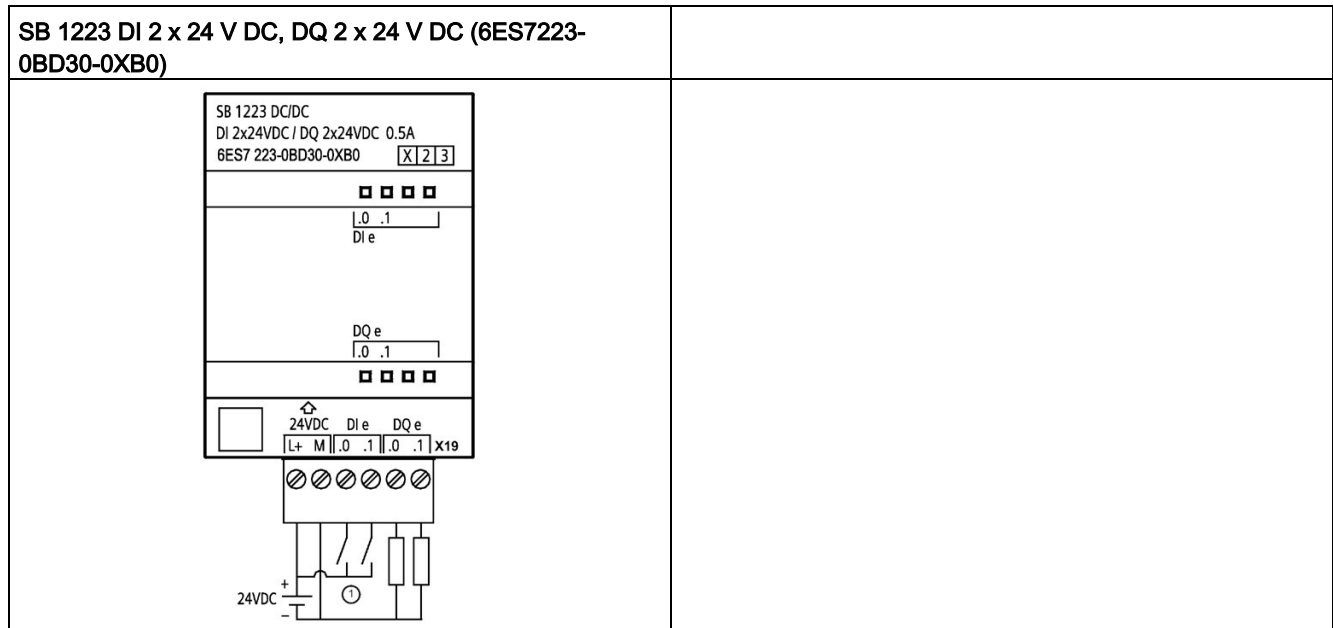 SB 1223 DI 2 x 24 V DC, DQ 2 x 24 V DC (6ES7223-
0BD30-0XB0)
SB 1223 DC/DC
DI 2x24VDC / DQ 2x24VDC 0.5A
6ES7 223-0BD30-0XB0 X 2 3
.0 .1
DI e
DQ e
.0 .1
24VDC DI e DQ e
L+ M .0 .1 .0 .1 X19
+
24VDC ①
−